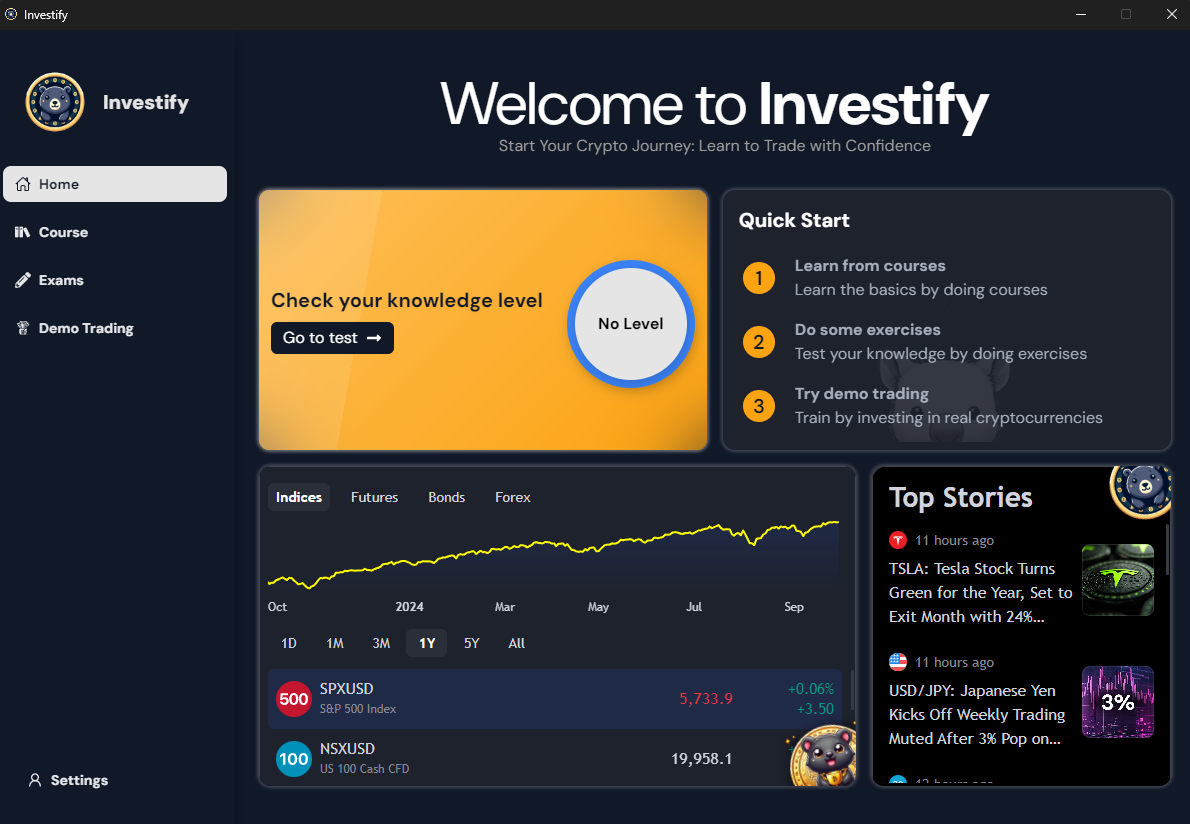 Investify
Investify
Home
Course
Exams
Demo Trading
Settings
Welcome to Investify
Start Your Crypto Journey: Learn to Trade with Confidence
Check your knowledge level
Go to test
No Level
Quick Start
1
Learn from courses
Learn the basics by doing courses
2
Do some exercises
Test your knowledge by doing exercises
3
Try demo trading
Train by investing in real cryptocurrencies
Indices Futures Bonds Forex
Oct 2024 Mar May Jul Sep
1D 1M 3M 1Y 5Y All
500
SPXUSD
S&P 500 Index
5,733.9
+0.06%
+3.50
100
NSXUSD
US 100 Cash CFD
19,958.1
Top Stories
11 hours ago
TSLA: Tesla Stock Turns
Green for the Year, Set to
Exit Month with 24%...
11 hours ago
USD/JPY: Japanese Yen
Kicks Off Weekly Trading
Muted After 3% Pop on...
3%